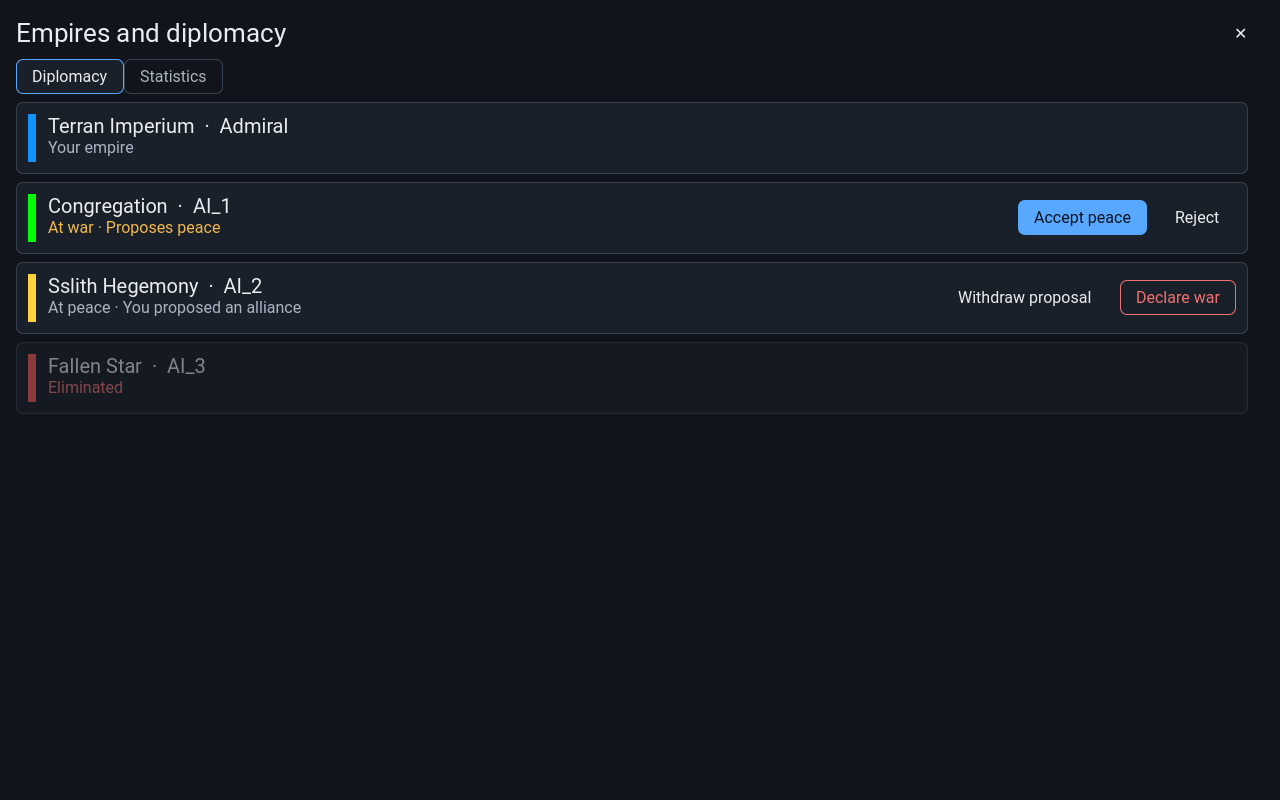 Empires and diplomacy ✕
Diplomacy Statistics
Terran Imperium · Admiral
Your empire
Congregation · AI_1
At war · Proposes peace
Accept peace Reject
Sslith Hegemony · AI_2
At peace · You proposed an alliance
Withdraw proposal Declare war
Fallen Star · AI_3
Eliminated